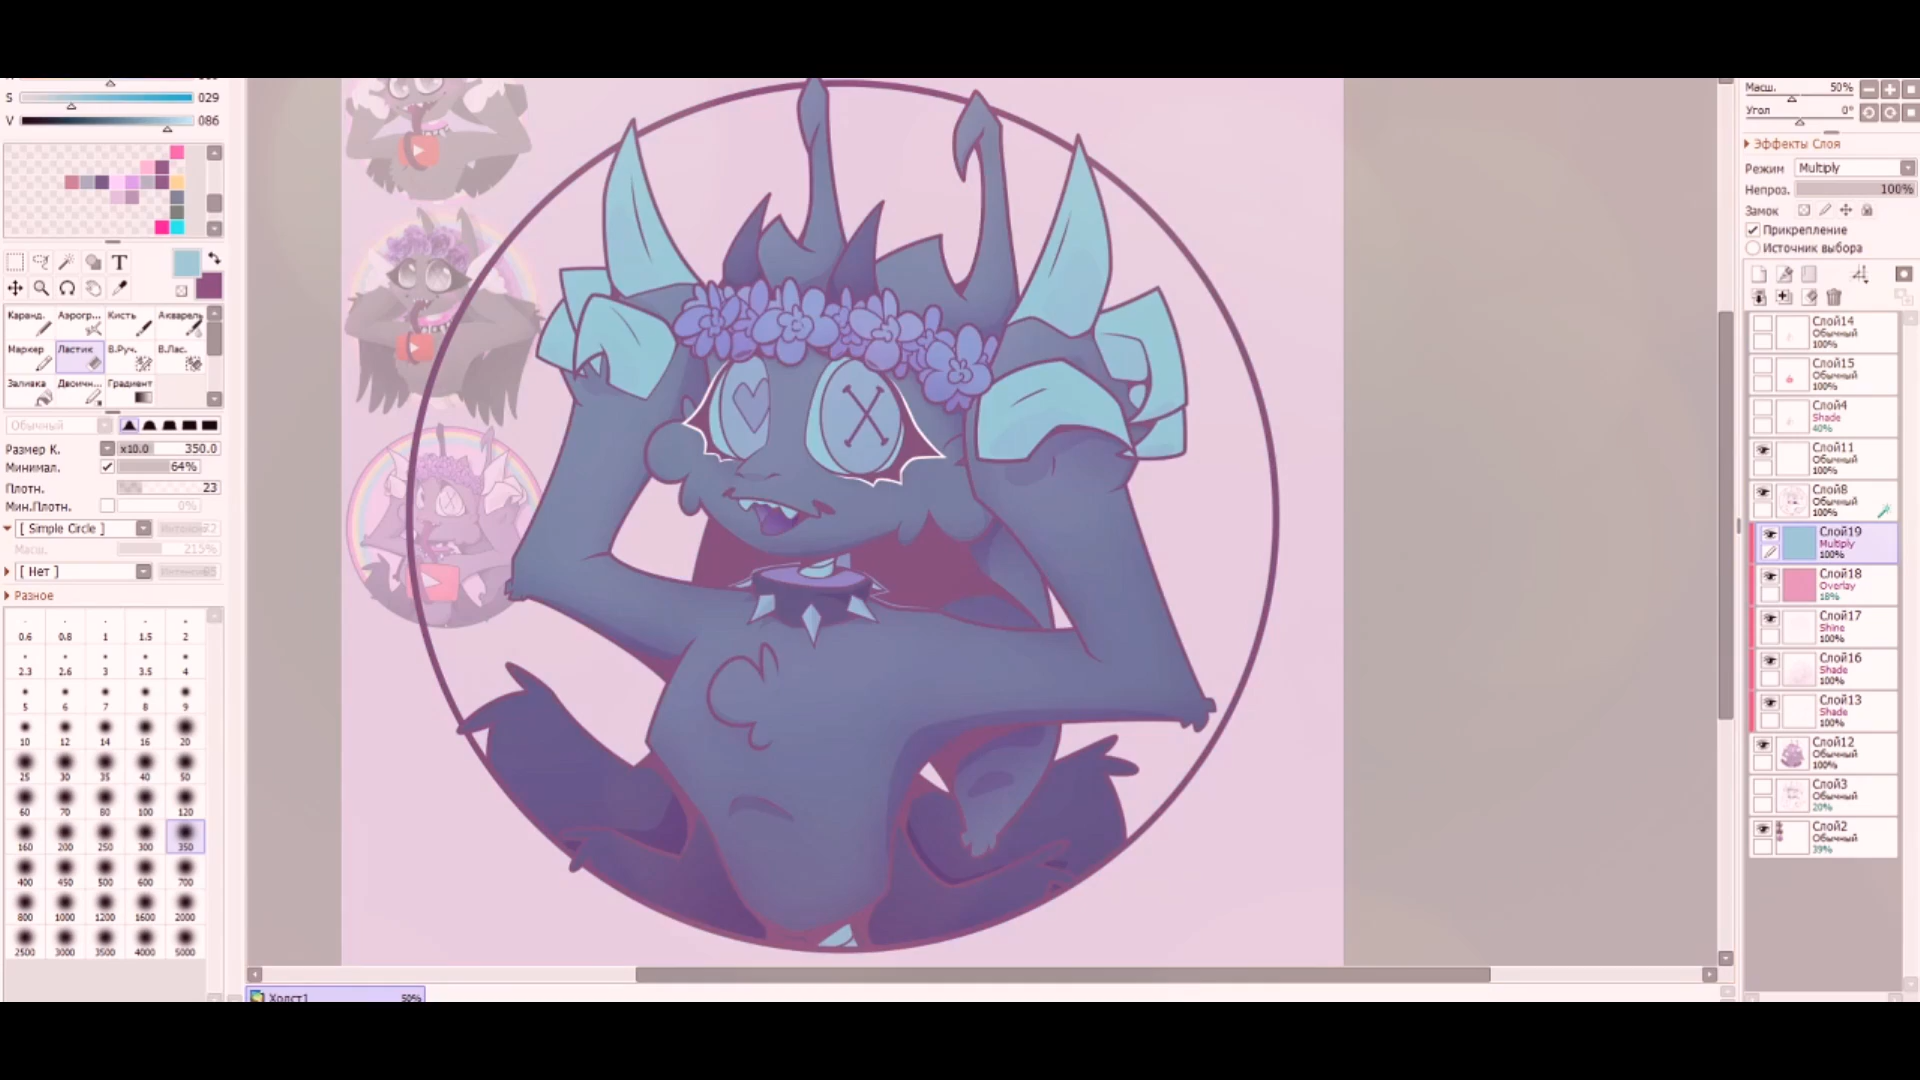 S 029
V 086
T
Каранд. Аэрогр... Кисть Акварель
Маркер Ластик В.Руч. В.Лас.
Заливка Двоичн... Градиент
Обычный
Размер К. x10.0 350.0
Минимал. 64%
Плотн. 23
Мин.Плотн. 0%
[ Simple Circle ]
Масш. 215%
[ Нет ]
Разное
0.6 0.8 1 1.5 2
2.3 2.6 3 3.5 4
5 6 7 8 9
10 12 14 16 20
25 30 35 40 50
60 70 80 100 120
160 200 250 300 350
400 450 500 600 700
800 1000 1200 1600 2000
2500 3000 3500 4000 5000
Холст1 50%
Масш. 50%
Угол 0°
Эффекты Слоя
Режим Multiply
Непроз. 100%
Замок
Прикрепление
Источник выбора
Слой14
Обычный
100%
Слой15
Обычный
100%
Слой4
Shade
40%
Слой11
Обычный
100%
Слой8
Обычный
100%
Слой19
Multiply
100%
Слой18
Overlay
18%
Слой17
Shine
100%
Слой16
Shade
100%
Слой13
Shade
100%
Слой12
Обычный
100%
Слой3
Обычный
20%
Слой2
Обычный
39%